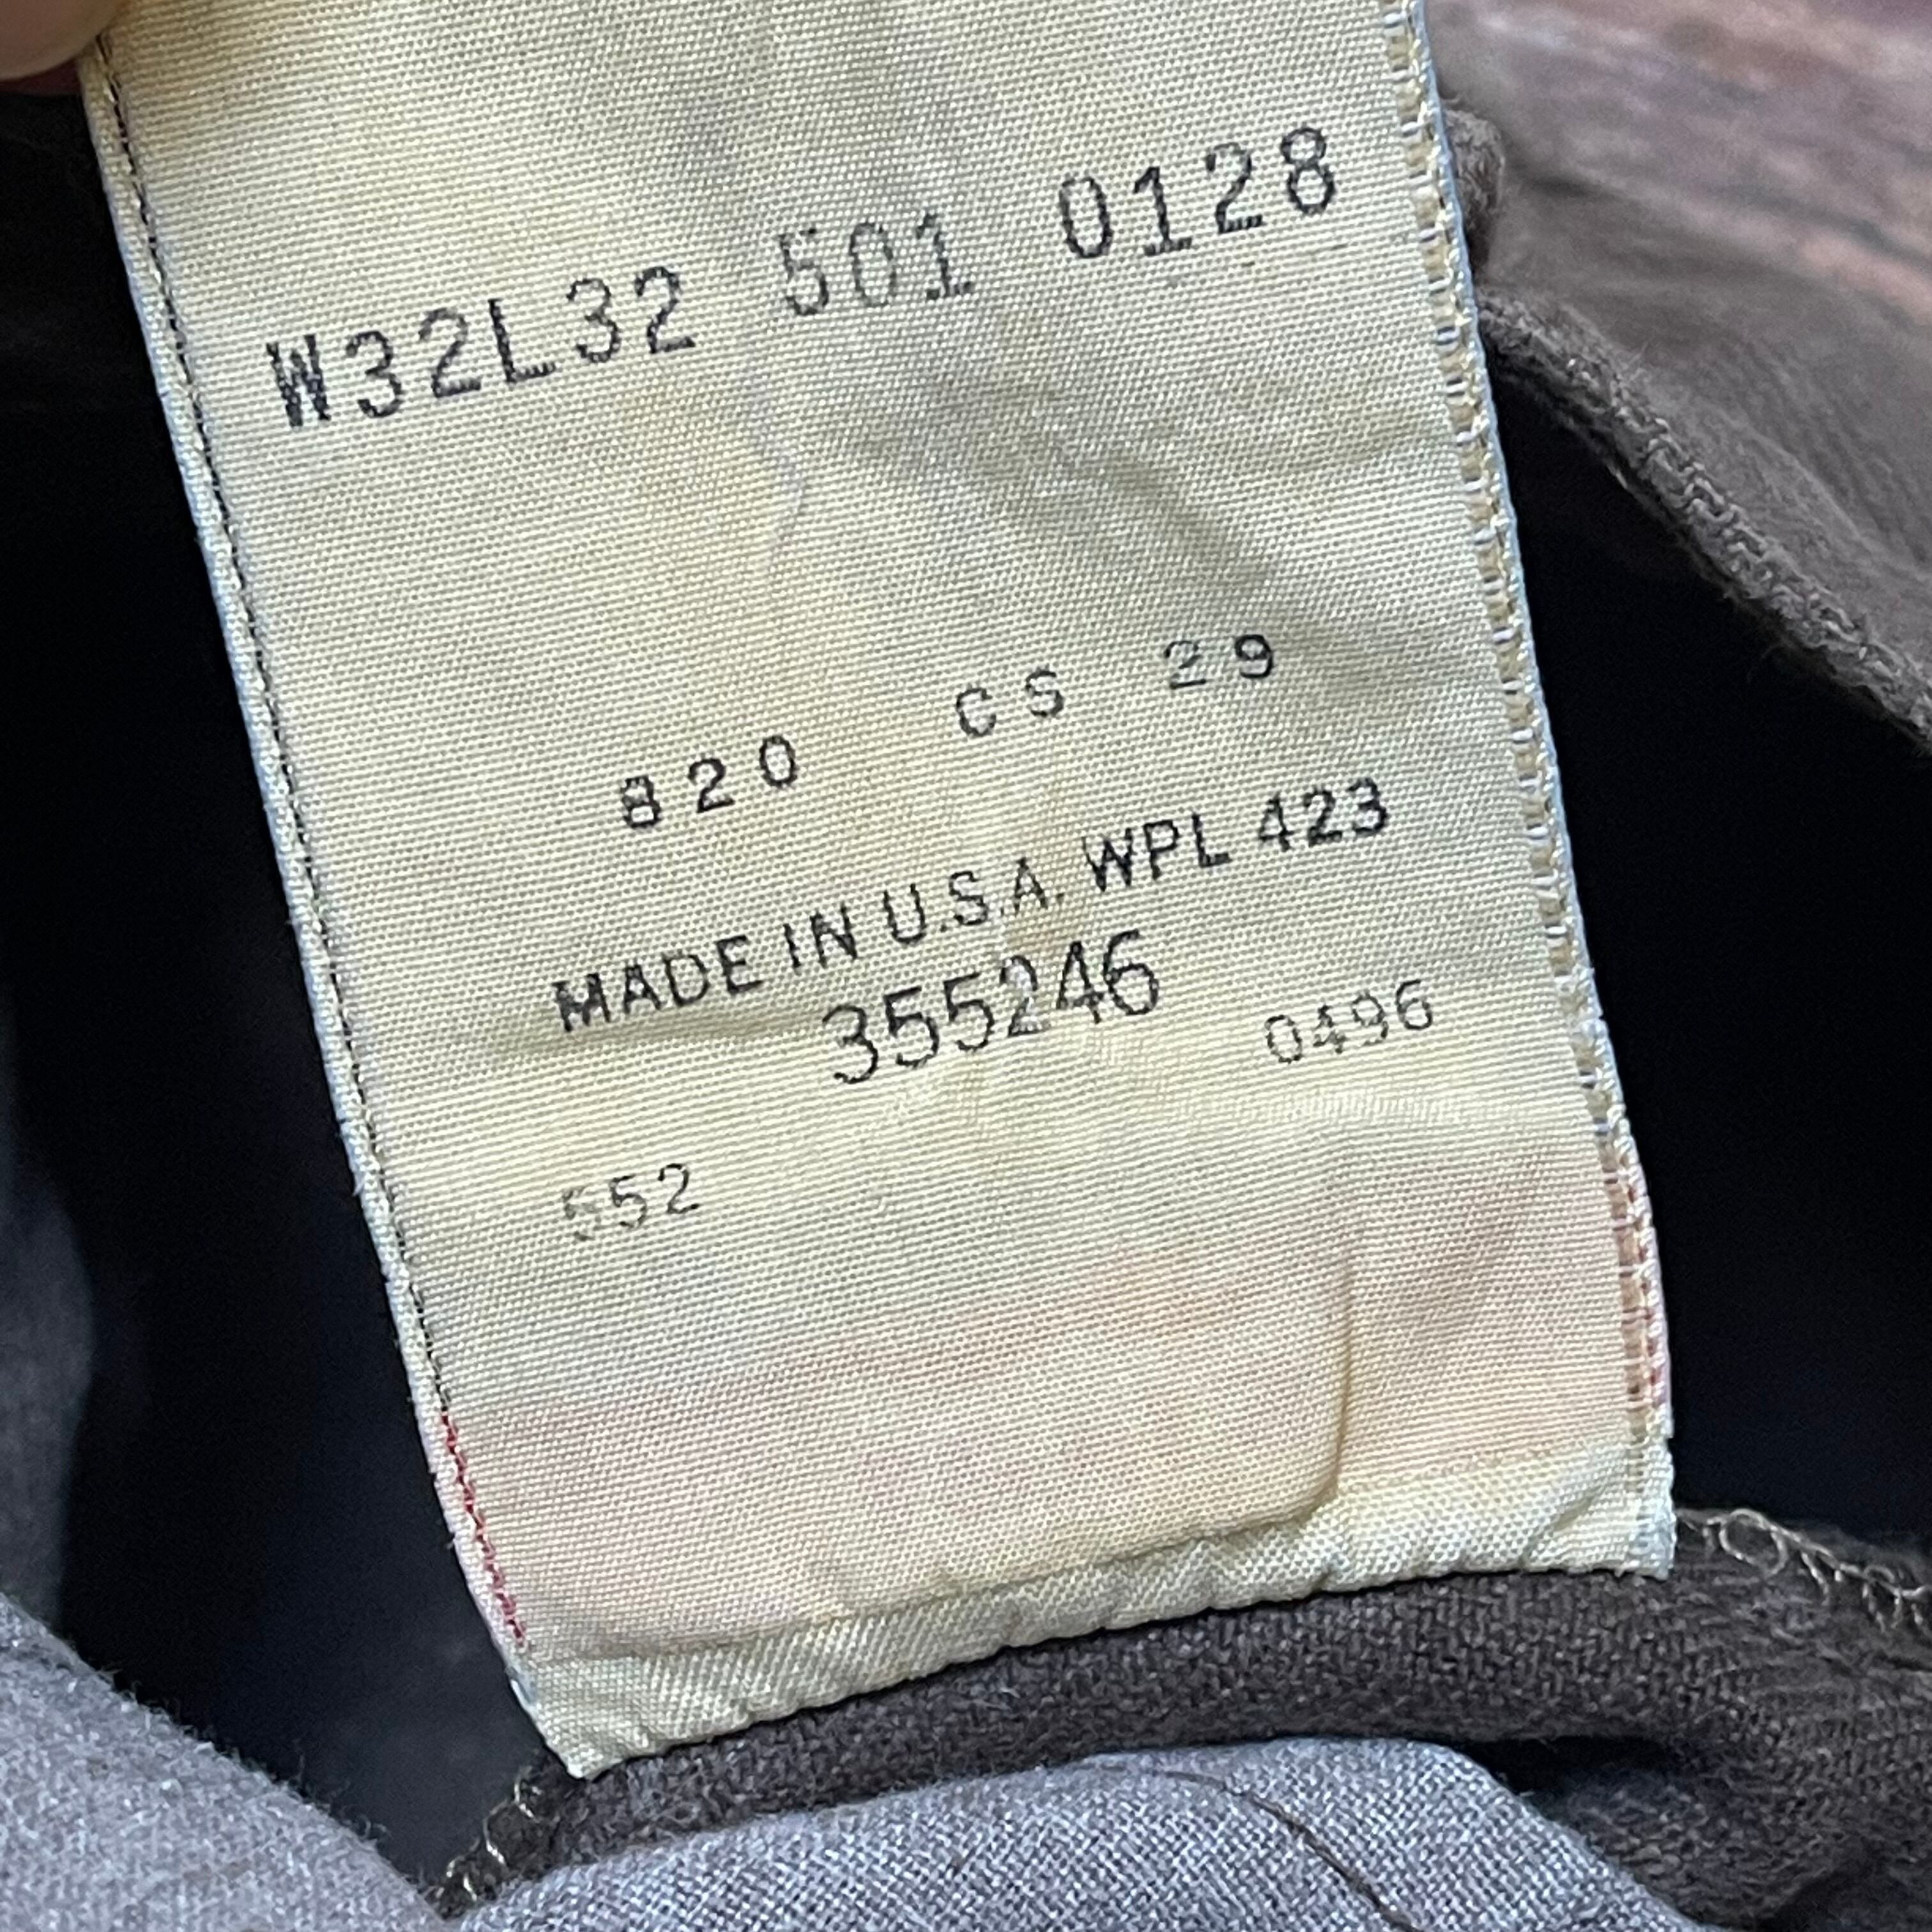 W32L32 501 0128
820 CS 29
MADE IN U.S.A. WPL 423
355246 0496
552